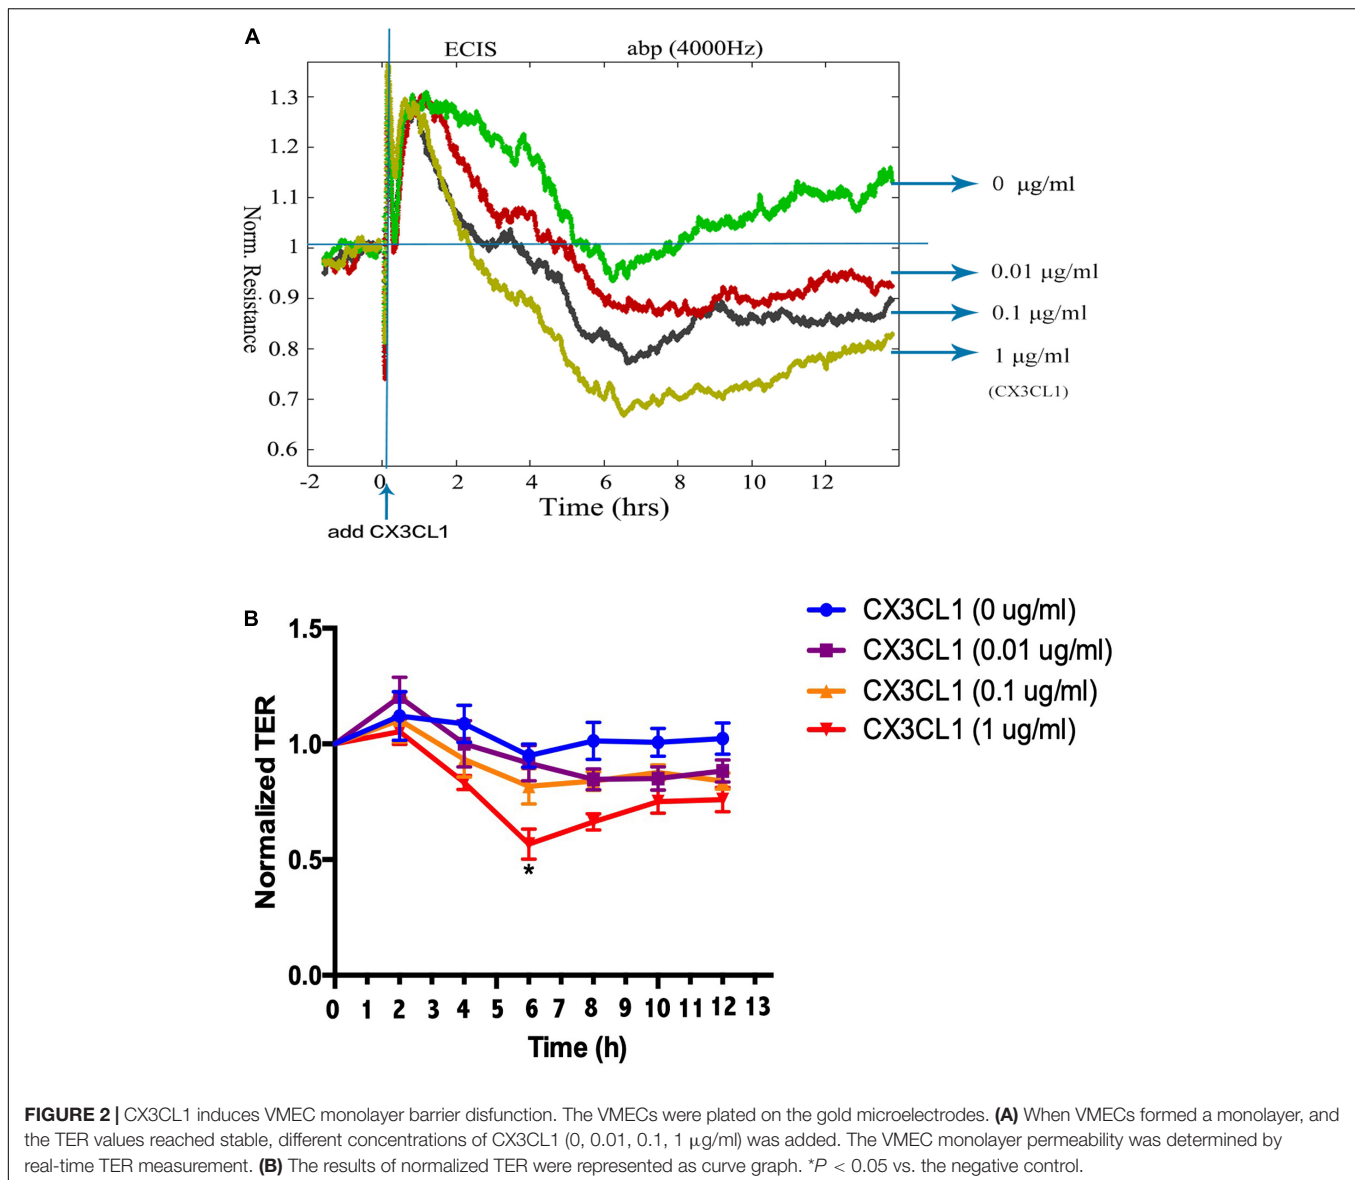 A
ECIS abp (4000Hz)
1.3
1.2
1.1
1
0.9
0.8
0.7
0.6
Norm. Resistance
-2 0 2 4 6 8 10 12
Time (hrs)
add CX3CL1
0 μg/ml
0.01 μg/ml
0.1 μg/ml
1 μg/ml
(CX3CL1)
B
1.5
1.0
0.5
0.0
Normalized TER
*
0 1 2 3 4 5 6 7 8 9 10 11 12 13
Time (h)
CX3CL1 (0 ug/ml)
CX3CL1 (0.01 ug/ml)
CX3CL1 (0.1 ug/ml)
CX3CL1 (1 ug/ml)
FIGURE 2 | CX3CL1 induces VMEC monolayer barrier disfunction. The VMECs were plated on the gold microelectrodes. (A) When VMECs formed a monolayer, and
the TER values reached stable, different concentrations of CX3CL1 (0, 0.01, 0.1, 1 μg/ml) was added. The VMEC monolayer permeability was determined by
real-time TER measurement. (B) The results of normalized TER were represented as curve graph. *P < 0.05 vs. the negative control.